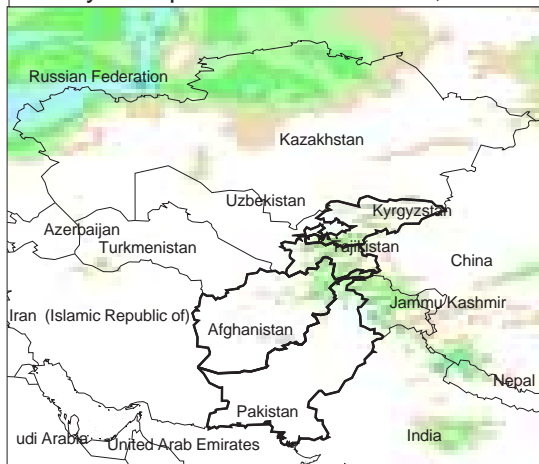 Russian Federation
Kazakhstan
Uzbekistan
Kyrgyzstan
Azerbaijan
Turkmenistan
Tajikistan
China
Jammu Kashmir
Iran (Islamic Republic of)
Afghanistan
Nepal
Pakistan
India
udi Arabia
United Arab Emirates